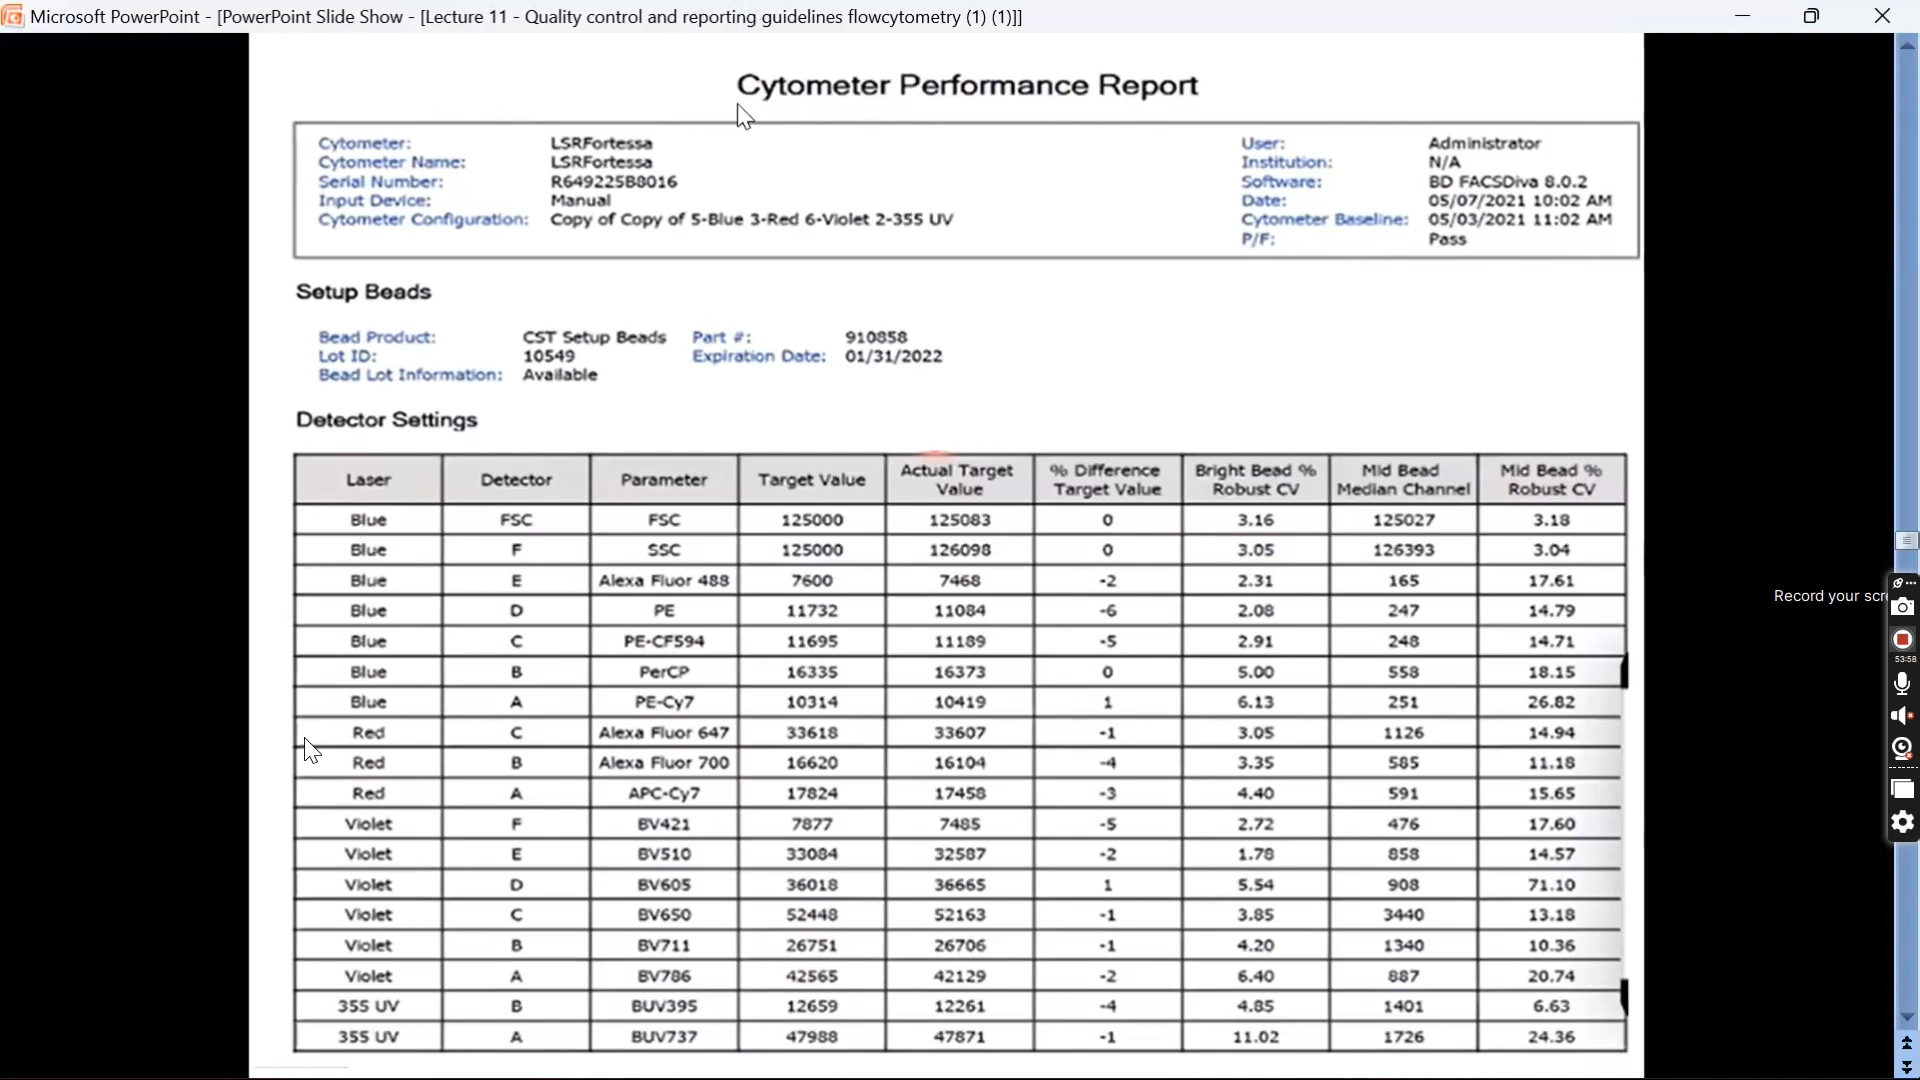 Microsoft PowerPoint - [PowerPoint Slide Show - [Lecture 11 - Quality control and reporting guidelines flowcytometry (1) (1)]]
Cytometer Performance Report
Cytometer: LSRFortessa User: Administrator
Cytometer Name: LSRFortessa Institution: N/A
Serial Number: R649225B8016 Software: BD FACSDiva 8.0.2
Input Device: Manual Date: 05/07/2021 10:02 AM
Cytometer Configuration: Copy of Copy of 5-Blue 3-Red 6-Violet 2-355 UV Cytometer Baseline: 05/03/2021 11:02 AM
P/F: Pass
Setup Beads
Bead Product: CST Setup Beads Part #: 910858
Lot ID: 10549 Expiration Date: 01/31/2022
Bead Lot Information: Available
Detector Settings
Laser Detector Parameter Target Value Actual Target Value % Difference Target Value Bright Bead % Robust CV Mid Bead Median Channel Mid Bead % Robust CV
Blue FSC FSC 125000 125083 0 3.16 125027 3.18
Blue F SSC 125000 126098 0 3.05 126393 3.04
Blue E Alexa Fluor 488 7600 7468 -2 2.31 165 17.61
Blue D PE 11732 11084 -6 2.08 247 14.79
Blue C PE-CF594 11695 11189 -5 2.91 248 14.71
Blue B PerCP 16335 16373 0 5.00 558 18.15
Blue A PE-Cy7 10314 10419 1 6.13 251 26.82
Red C Alexa Fluor 647 33618 33607 -1 3.05 1126 14.94
Red B Alexa Fluor 700 16620 16104 -4 3.35 585 11.18
Red A APC-Cy7 17824 17458 -3 4.40 591 15.65
Violet F BV421 7877 7485 -5 2.72 476 17.60
Violet E BV510 33084 32587 -2 1.78 858 14.57
Violet D BV605 36018 36665 1 5.54 908 71.10
Violet C BV650 52448 52163 -1 3.85 3440 13.18
Violet B BV711 26751 26706 -1 4.20 1340 10.36
Violet A BV786 42565 42129 -2 6.40 887 20.74
355 UV B BUV395 12659 12261 -4 4.85 1401 6.63
355 UV A BUV737 47988 47871 -1 11.02 1726 24.36
Record your scre
53:58